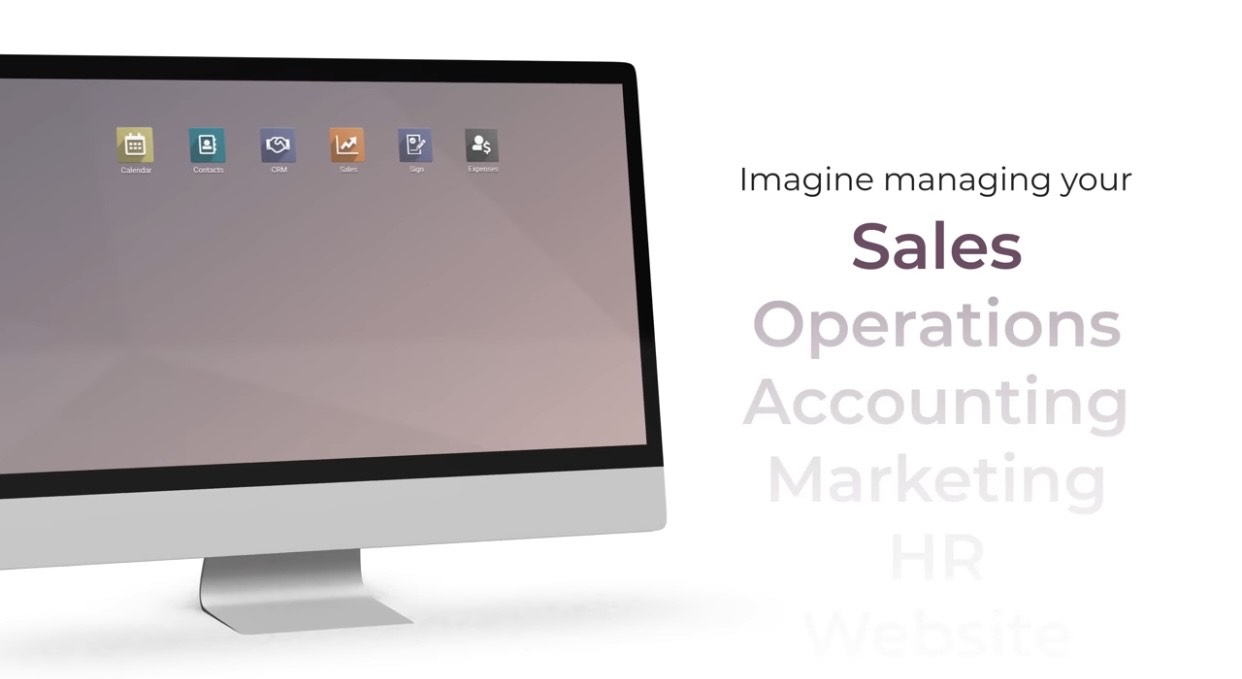 Calendar
Contacts
CRM
Sales
Sign
Expenses
Imagine managing your
Sales
Operations
Accounting
Marketing
HR
Website